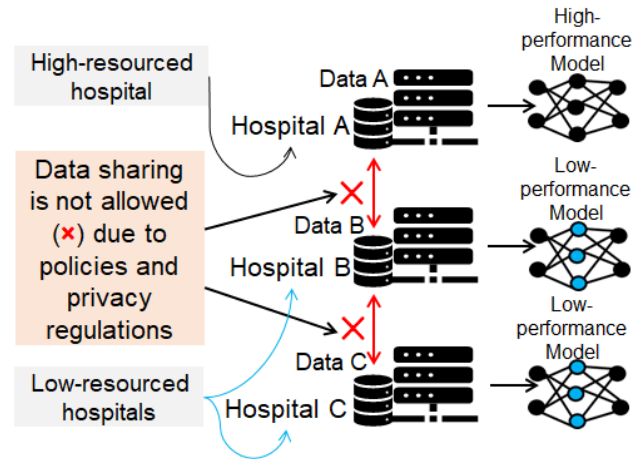 High-resourced
hospital
Data sharing
is not allowed
(×) due to
policies and
privacy
regulations
Low-resourced
hospitals
Data A
Hospital A
Data B
Hospital B
Data C
Hospital C
High-
performance
Model
Low-
performance
Model
Low-
performance
Model